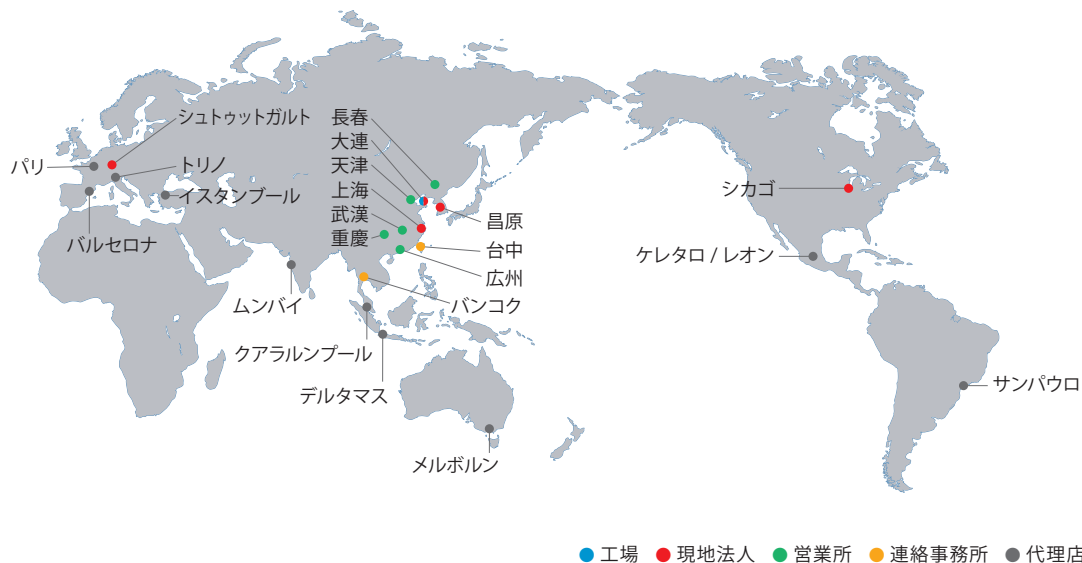 シュトゥットガルト
パリ
トリノ
イスタンブール
バルセロナ
長春
大連
天津
上海
武漢
重慶
昌原
台中
広州
バンコク
ムンバイ
クアラルンプール
デルタマス
メルボルン
シカゴ
ケレタロ / レオン
サンパウロ
工場 現地法人 営業所 連絡事務所 代理店